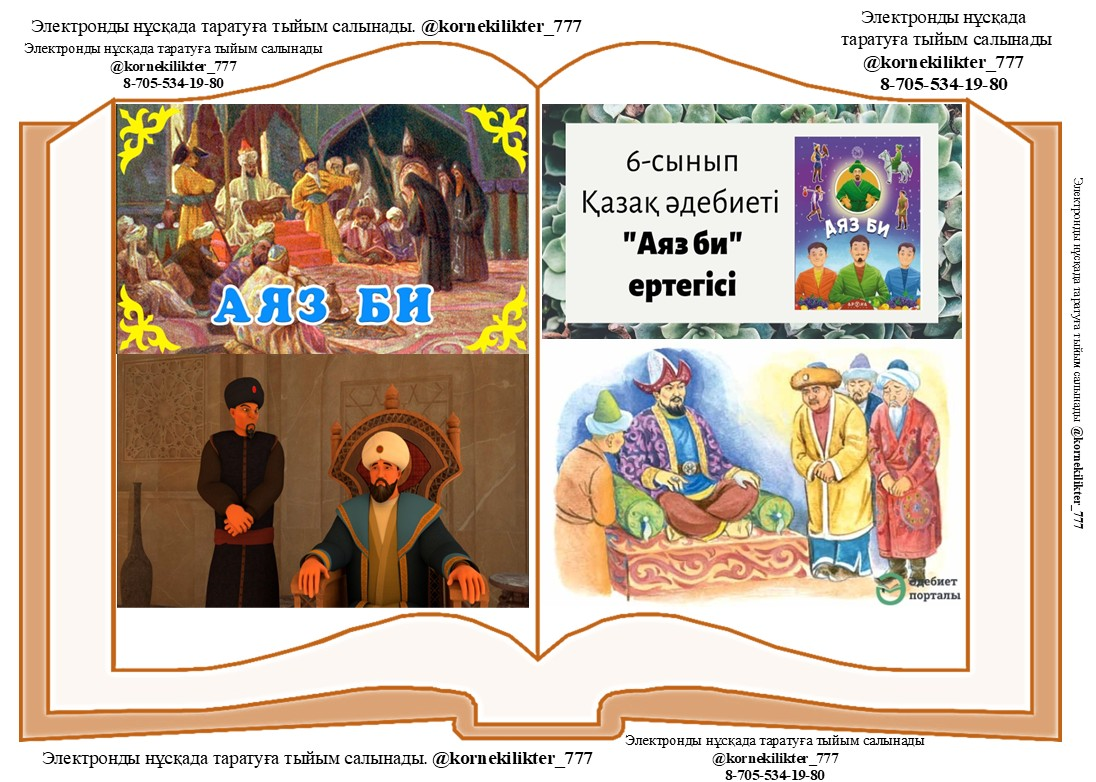 Электронды нұсқада таратуға тыйым салынады. @kornekilikter_777
Электронды нұсқада таратуға тыйым салынады
@kornekilikter_777
8-705-534-19-80
Электронды нұсқада
таратуға тыйым салынады
@kornekilikter_777
8-705-534-19-80
АЯЗ БИ
6-сынып
Қазақ әдебиеті
"Аяз би"
ертегісі
АЯЗ БИ
Әдебиет
порталы
Электронды нұсқада таратуға тыйым салынады @kornekilikter_777
Электронды нұсқада таратуға тыйым салынады. @kornekilikter_777
Электронды нұсқада таратуға тыйым салынады
@kornekilikter_777
8-705-534-19-80